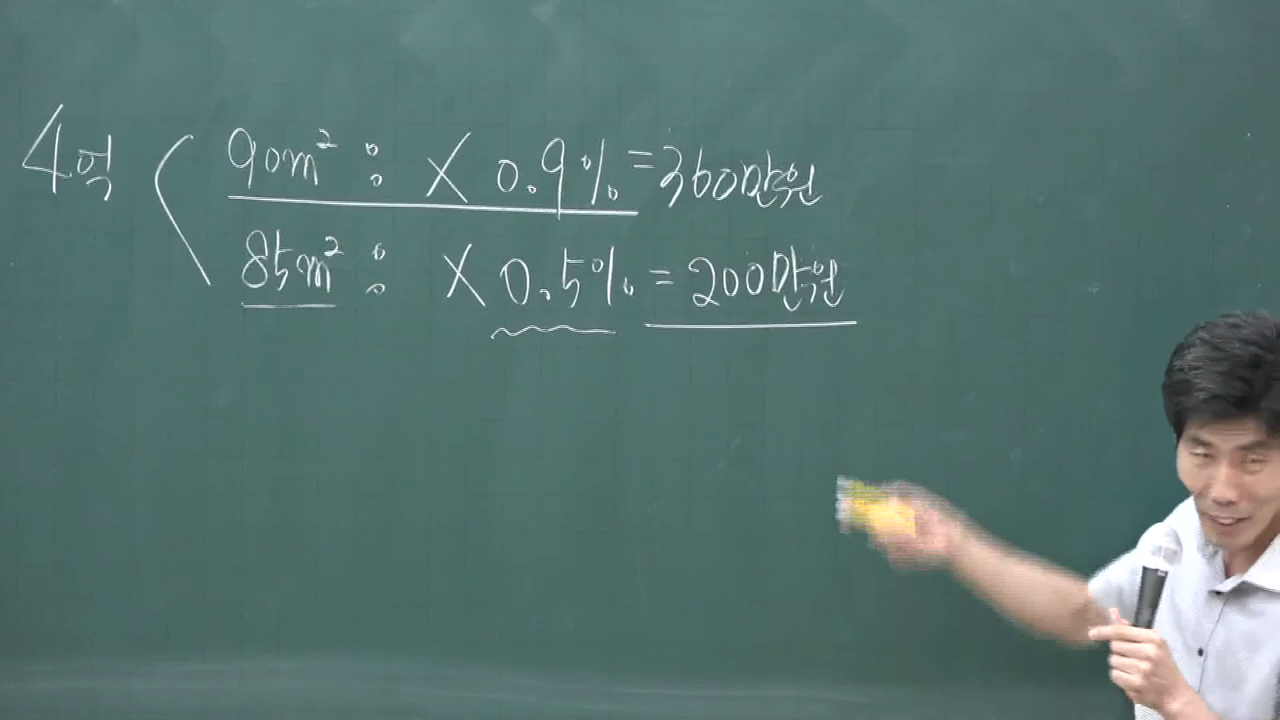 4억 90m² : X 0.9% = 360만원
85m² : X 0.5% = 200만원